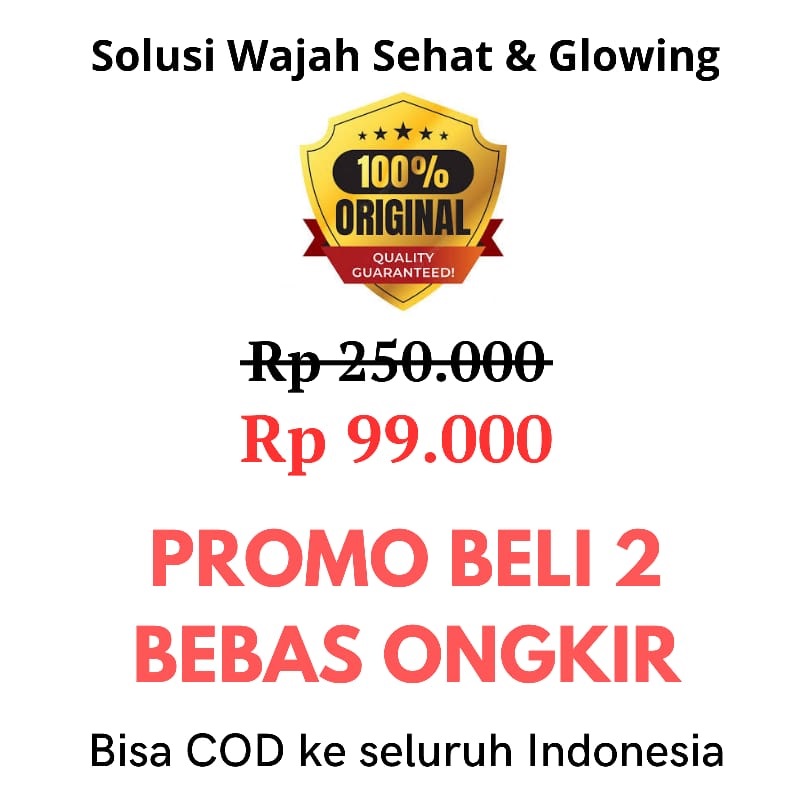 Solusi Wajah Sehat & Glowing
100%
ORIGINAL
QUALITY
GUARANTEED!
Rp 250.000
Rp 99.000
PROMO BELI 2
BEBAS ONGKIR
Bisa COD ke seluruh Indonesia